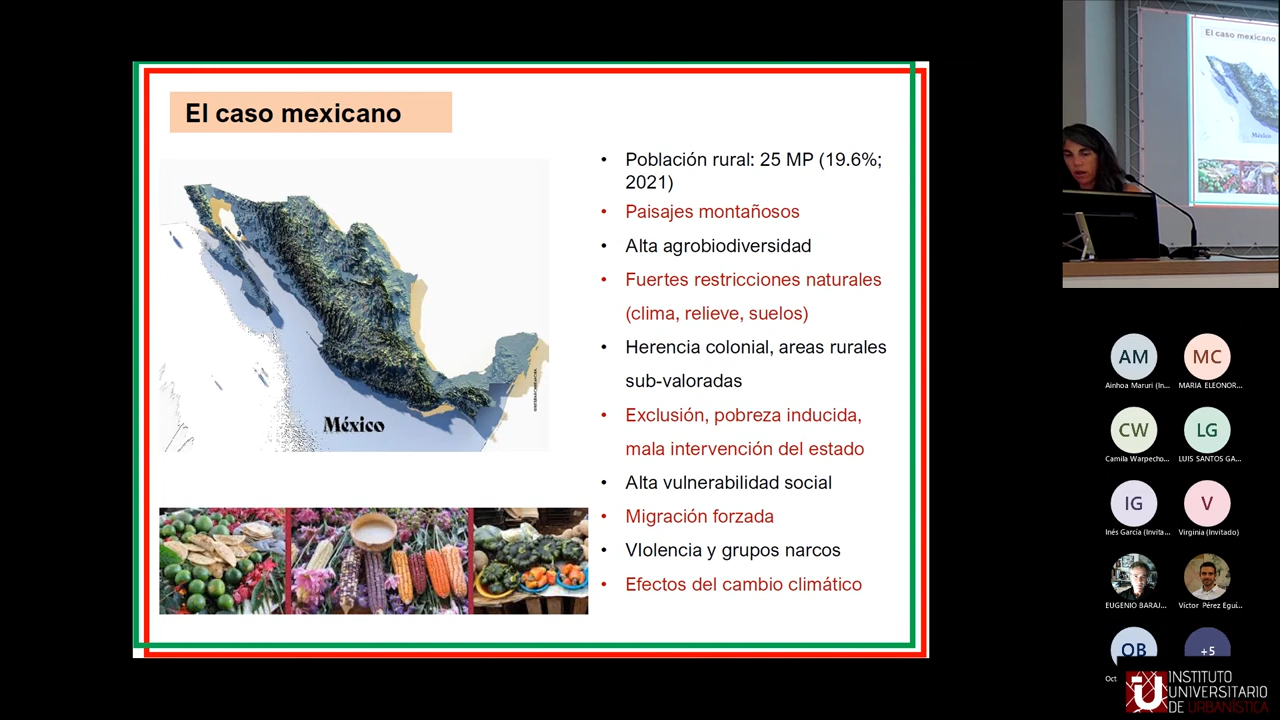 El caso mexicano
• Población rural: 25 MP (19.6%;
2021)
• Paisajes montañosos
• Alta agrobiodiversidad
• Fuertes restricciones naturales
(clima, relieve, suelos)
• Herencia colonial, areas rurales
sub-valoradas
• Exclusión, pobreza inducida,
mala intervención del estado
• Alta vulnerabilidad social
• Migración forzada
• VIolencia y grupos narcos
• Efectos del cambio climático
México
El caso mexicano
México
AM
Ainhoa Maruri (In...
MC
MARIA ELEONOR...
CW
Camila Warpecho...
LG
LUIS SANTOS GA...
IG
Inés García (Invita...
V
Virginia (Invitado)
EUGENIO BARAJ...
Víctor Pérez Egui...
OB
Oct
+5
iU
INSTITUTO
UNIVERSITARIO
DE URBANÍSTICA